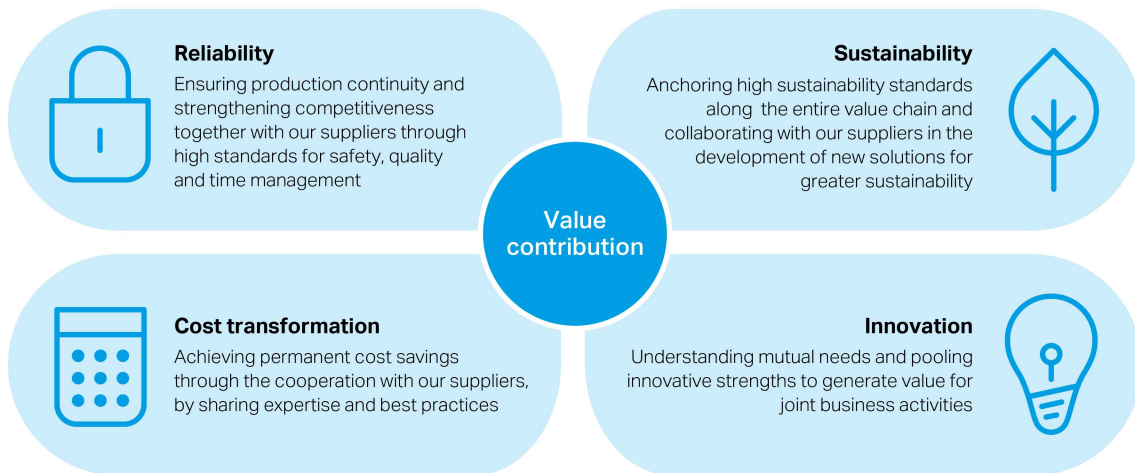 Reliability
Ensuring production continuity and
strengthening competitiveness
together with our suppliers through
high standards for safety, quality
and time management
Sustainability
Anchoring high sustainability standards
along the entire value chain and
collaborating with our suppliers in the
development of new solutions for
greater sustainability
Value
contribution
Cost transformation
Achieving permanent cost savings
through the cooperation with our suppliers,
by sharing expertise and best practices
Innovation
Understanding mutual needs and pooling
innovative strengths to generate value for
joint business activities